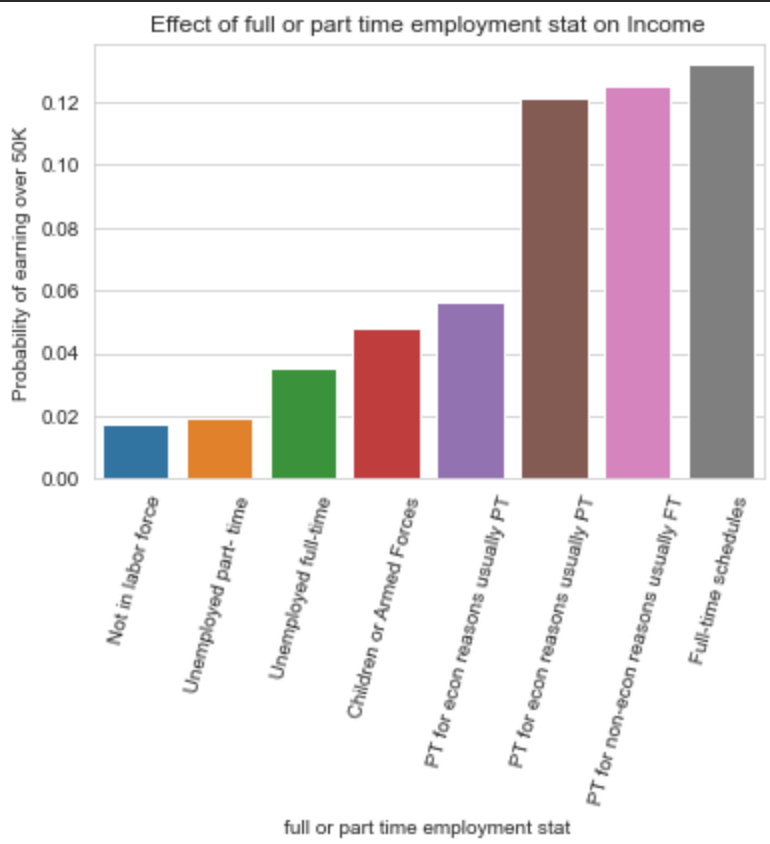 Effect of full or part time employment stat on Income
Probability of earning over 50K
0.12
0.10
0.08
0.06
0.04
0.02
0.00
Not in labor force
Unemployed part- time
Unemployed full-time
Children or Armed Forces
PT for econ reasons usually PT
PT for econ reasons usually PT
PT for non-econ reasons usually FT
Full-time schedules
full or part time employment stat